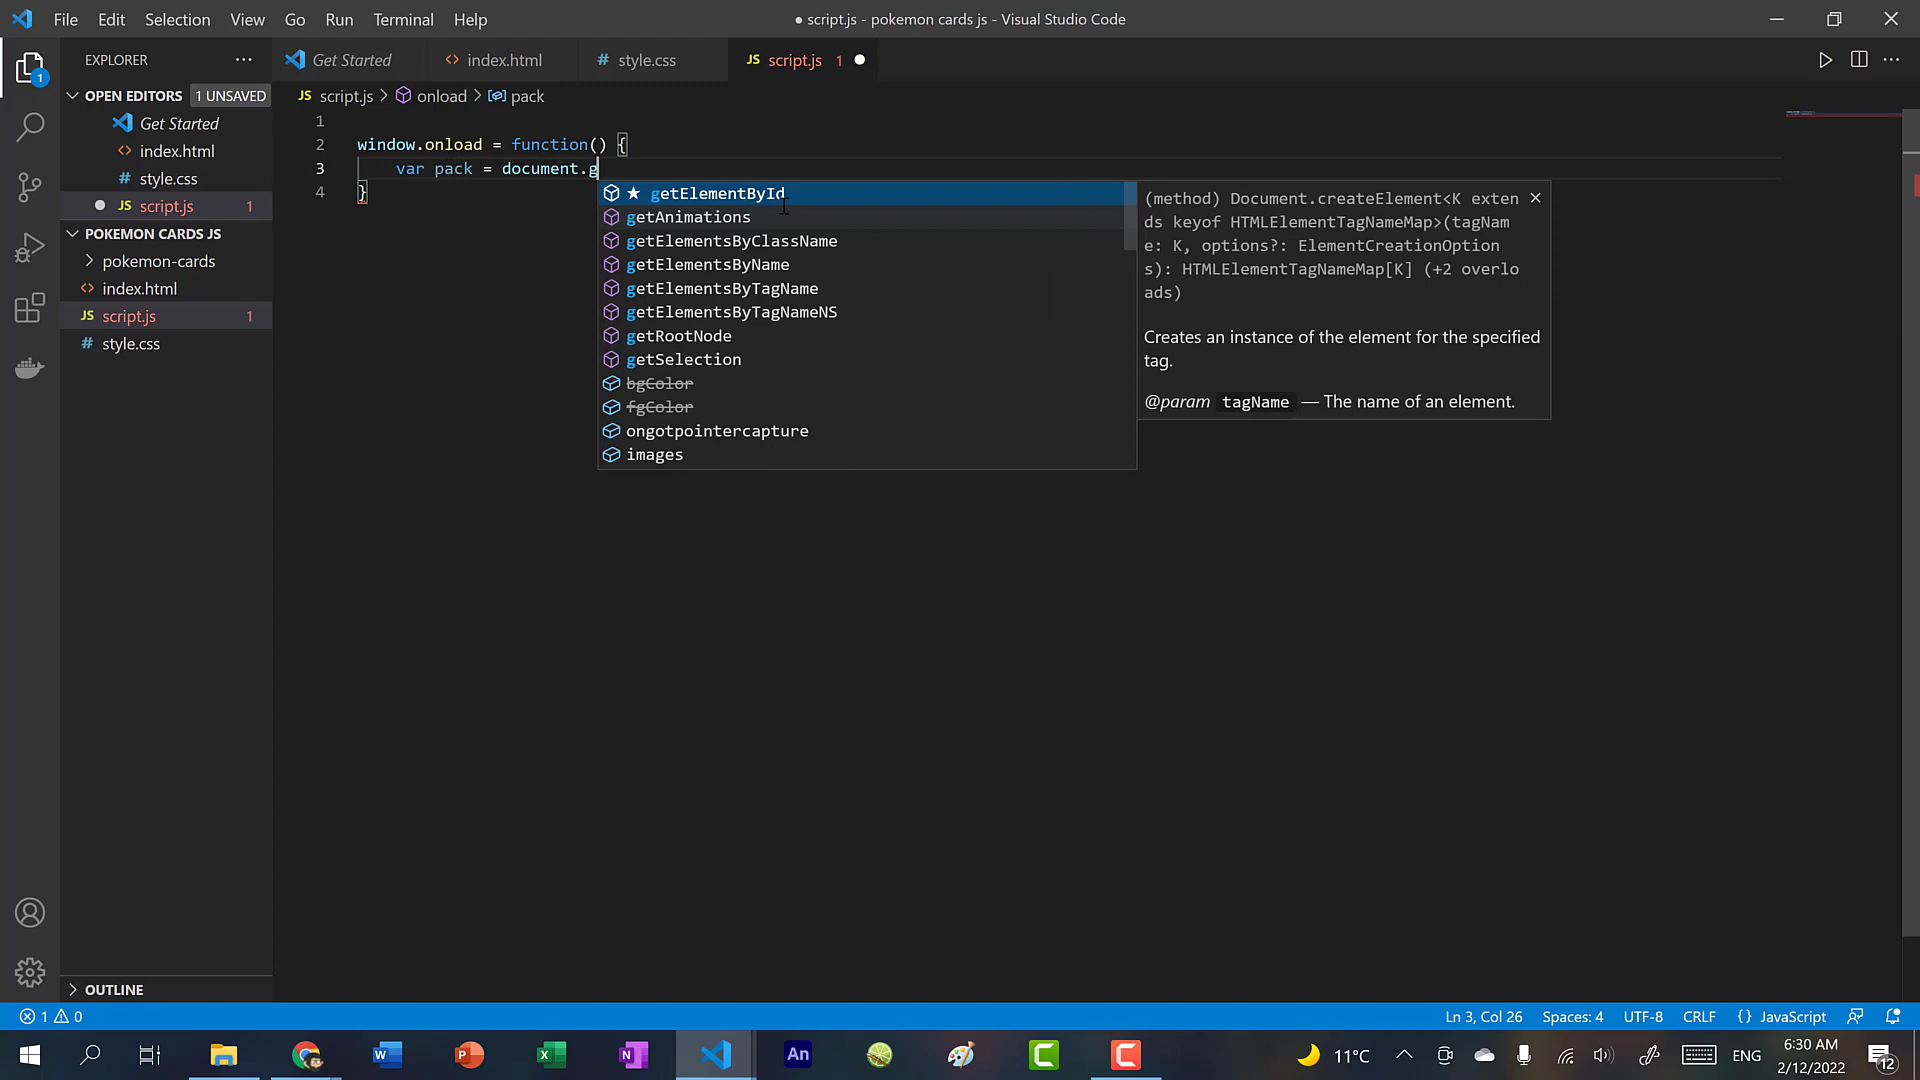 File Edit Selection View Go Run Terminal Help
● script.js - pokemon cards js - Visual Studio Code
EXPLORER ...
Get Started
index.html
# style.css
JS script.js 1 ●
...
1
OPEN EDITORS 1 UNSAVED
Get Started
index.html
# style.css
● JS script.js 1
POKEMON CARDS JS
pokemon-cards
index.html
JS script.js 1
# style.css
OUTLINE
JS script.js > onload > pack
1
2 window.onload = function() {
3 var pack = document.g
4 }
★ getElementById
getAnimations
getElementsByClassName
getElementsByName
getElementsByTagName
getElementsByTagNameNS
getRootNode
getSelection
bgColor
fgColor
ongotpointercapture
images
(method) Document.createElement<K exten
ds keyof HTMLElementTagNameMap>(tagNam
e: K, options?: ElementCreationOption
s): HTMLElementTagNameMap[K] (+2 overlo
ads)
Creates an instance of the element for the specified
tag.
@param tagName — The name of an element.
1 0
Ln 3, Col 26 Spaces: 4 UTF-8 CRLF {} JavaScript
W P X N An C C
11°C
ENG
6:30 AM
2/12/2022
12